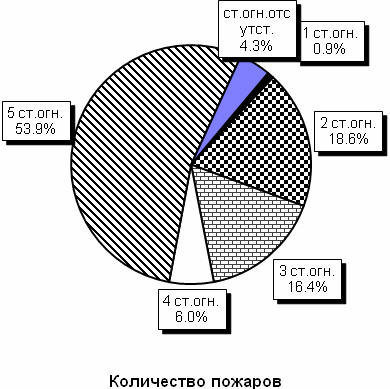 ст.огн.отс
утст.
4.3%
1 ст.огн.
0.9%
5 ст.огн.
53.9%
2 ст.огн.
18.6%
3 ст.огн.
16.4%
4 ст.огн.
6.0%
Количество пожаров